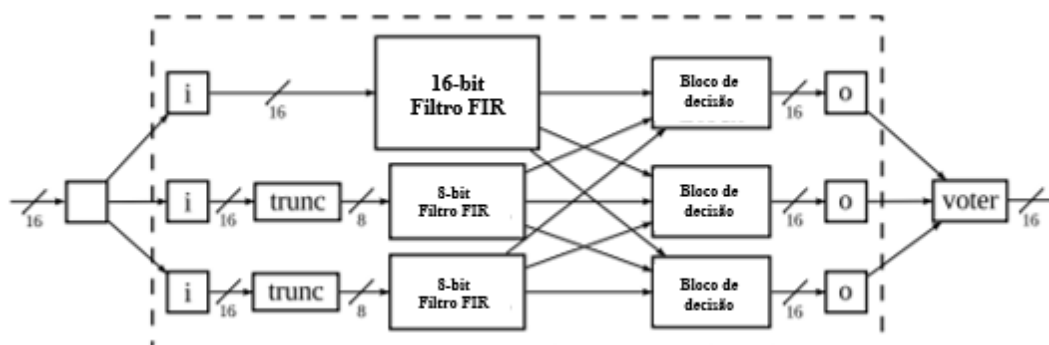 i
16
16-bit
Filtro FIR
Bloco de
decisão
16
o
16
i
16
trunc
8
8-bit
Filtro FIR
Bloco de
decisão
16
o
voter
16
i
16
trunc
8
8-bit
Filtro FIR
Bloco de
decisão
16
o